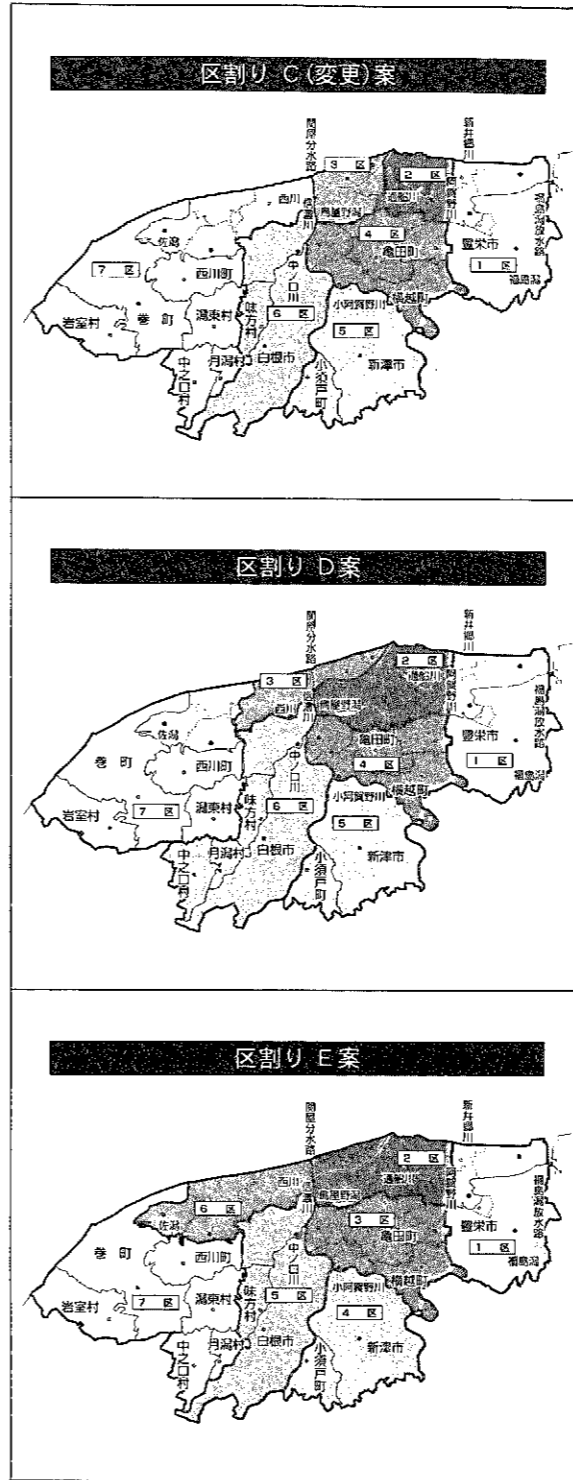 区割り C(変更)案
関屋分水路
新井郷川
3 区
2 区
西川
信濃川
鳥屋野潟
通船川
阿賀野川
福島潟放水路
佐潟
4 区
亀田町
豊栄市
7 区
西川町
中ノ口川
1 区
福島潟
横越町
岩室村
巻町
潟東村
味方村
6 区
小阿賀野川
5 区
月潟村
白根市
新津市
中之口村
小須戸町
区割り D案
関屋分水路
新井郷川
2 区
3 区
通船川
阿賀野川
西川
信濃川
鳥屋野潟
福島潟放水路
佐潟
亀田町
豊栄市
巻町
西川町
中ノ口川
4 区
1 区
福島潟
横越町
岩室村
7 区
潟東村
味方村
6 区
小阿賀野川
5 区
月潟村
白根市
新津市
中之口村
小須戸町
区割り E案
関屋分水路
新井郷川
2 区
西川
信濃川
通船川
鳥屋野潟
阿賀野川
福島潟放水路
6 区
佐潟
3 区
亀田町
豊栄市
巻町
西川町
中ノ口川
1 区
福島潟
横越町
岩室村
7 区
潟東村
味方村
5 区
小阿賀野川
4 区
月潟村
白根市
新津市
中之口村
小須戸町